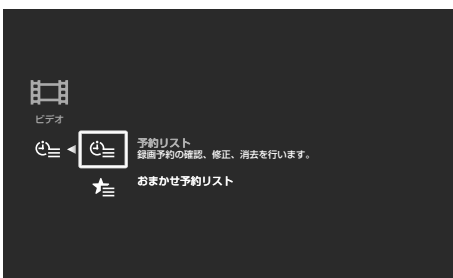 ビデオ
予約リスト
録画予約の確認、修正、消去を行います。
おまかせ予約リスト